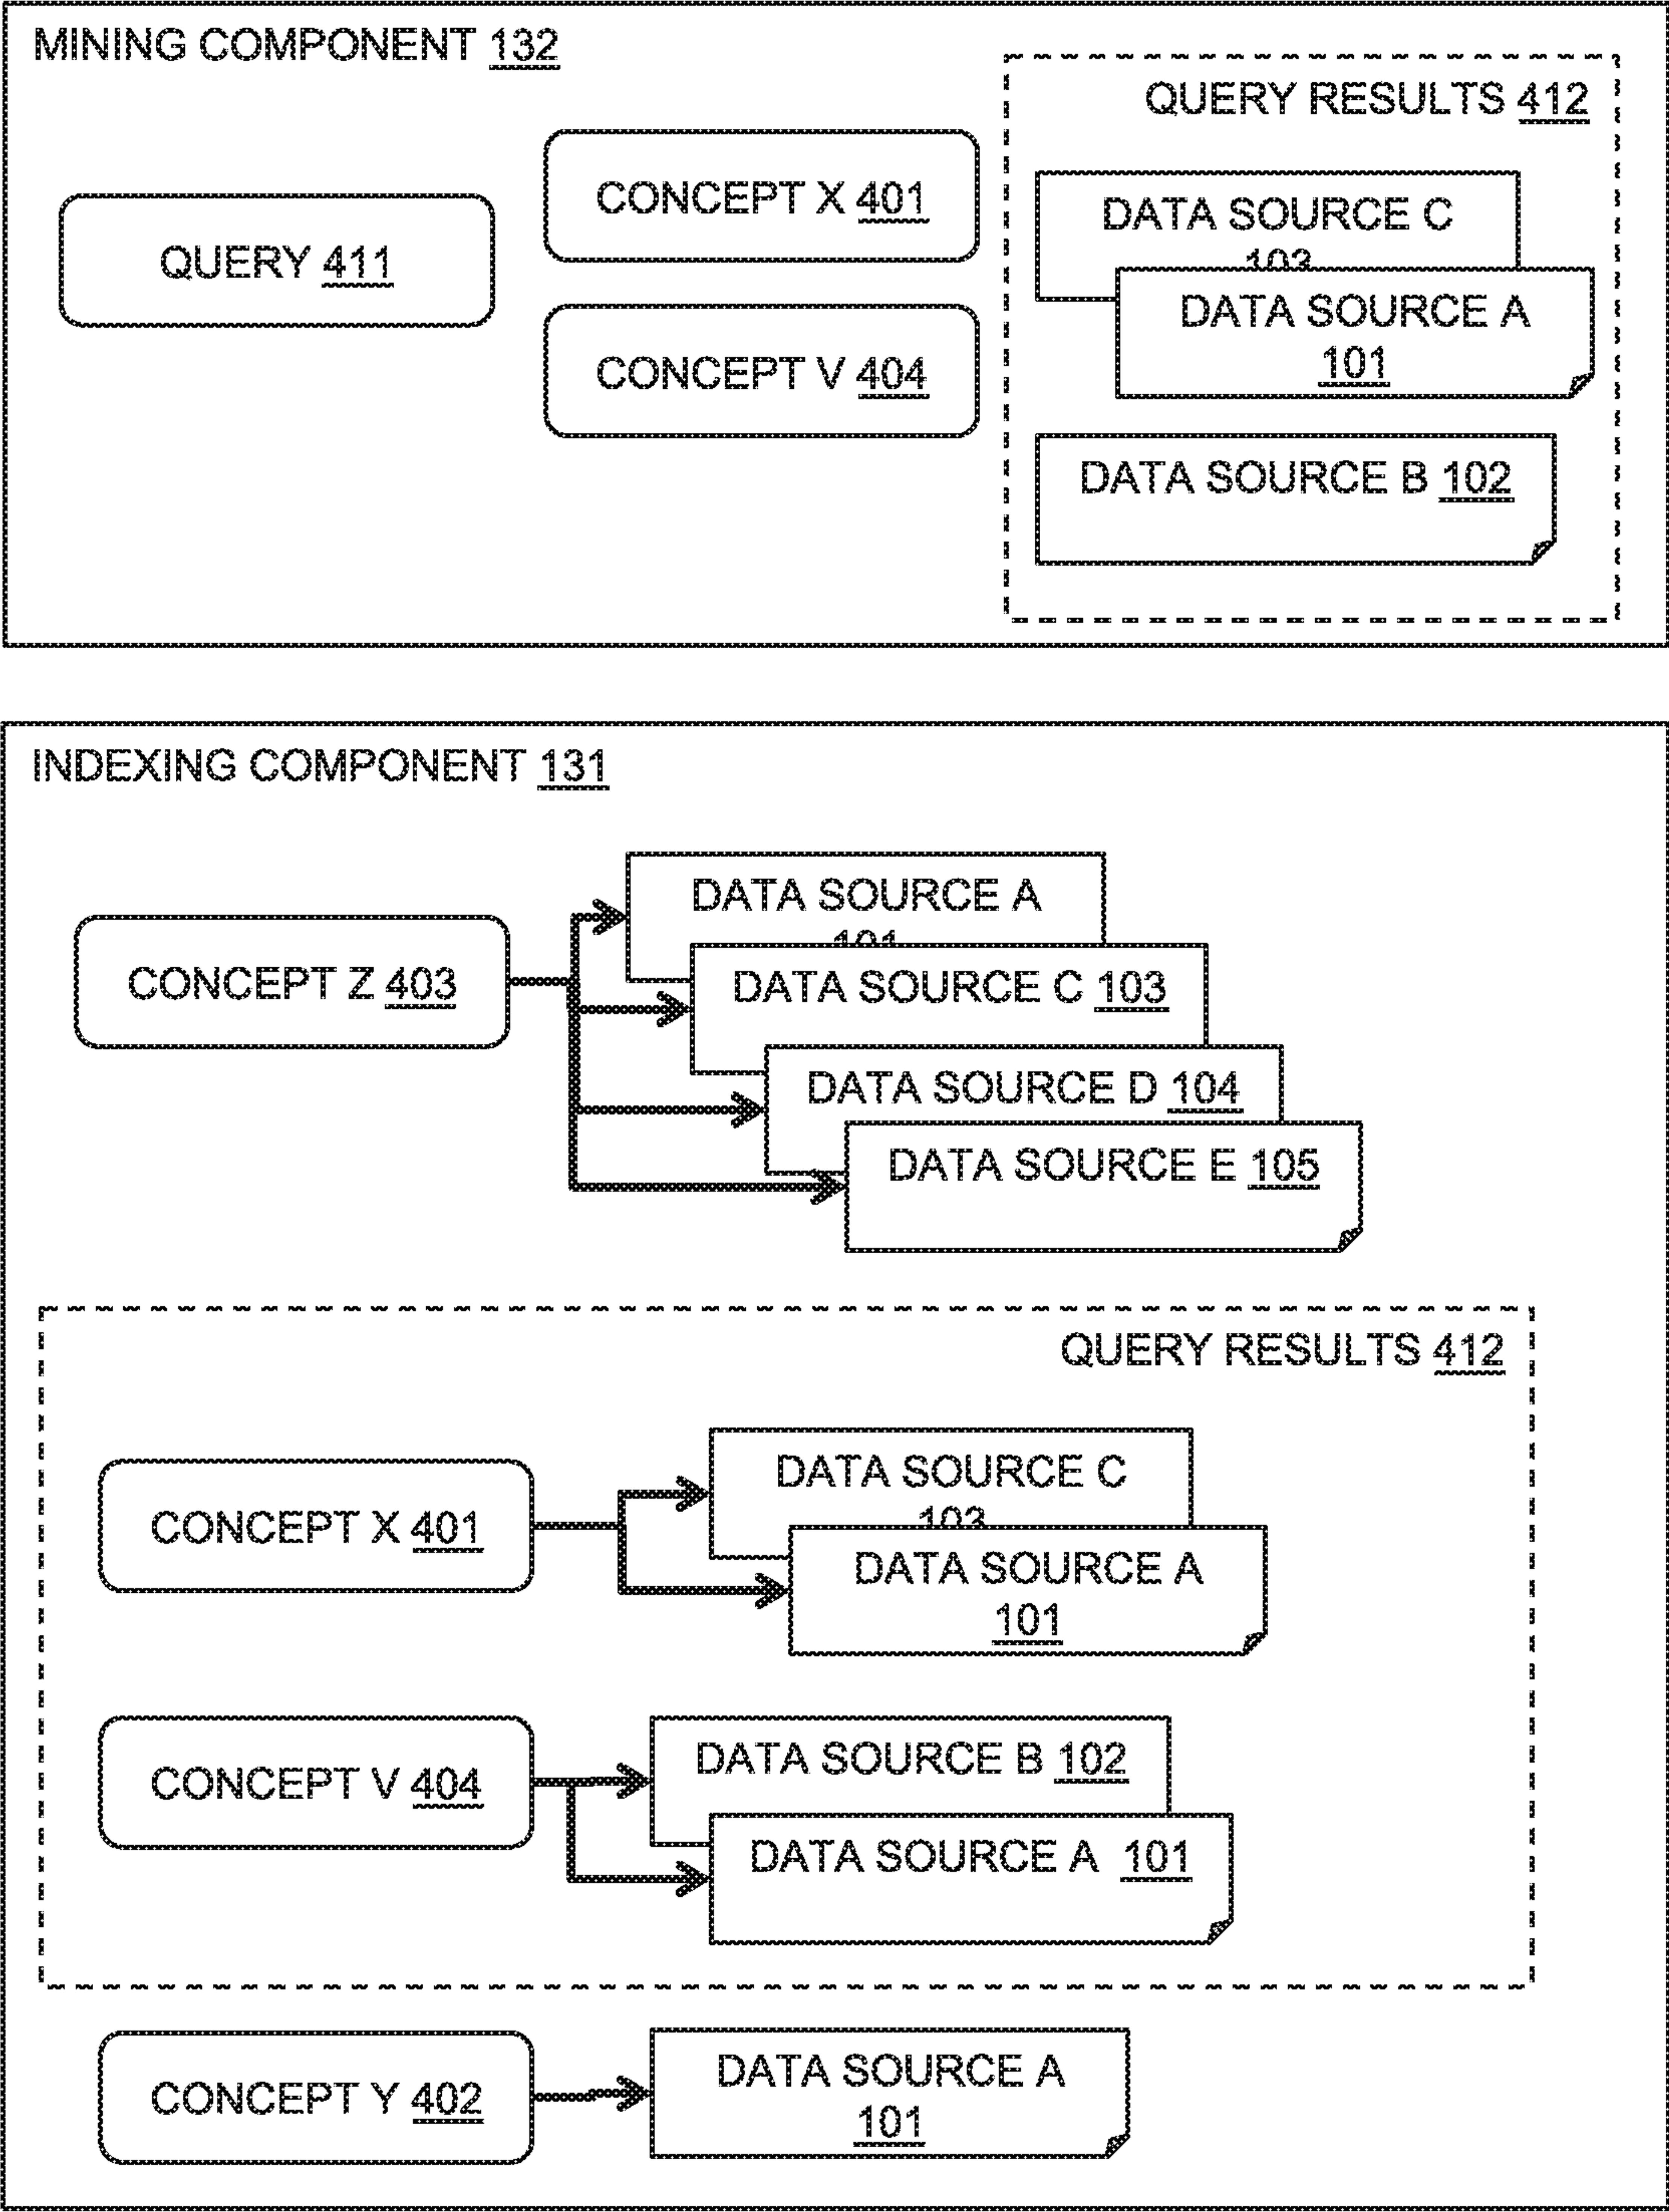 MINING COMPONENT 132
QUERY RESULTS 412
QUERY 411
CONCEPT X 401
CONCEPT V 404
DATA SOURCE C
103
DATA SOURCE A
101
DATA SOURCE B 102
INDEXING COMPONENT 131
CONCEPT Z 403
DATA SOURCE A
101
DATA SOURCE C 103
DATA SOURCE D 104
DATA SOURCE E 105
QUERY RESULTS 412
CONCEPT X 401
DATA SOURCE C
103
DATA SOURCE A
101
CONCEPT V 404
DATA SOURCE B 102
DATA SOURCE A 101
CONCEPT Y 402
DATA SOURCE A
101